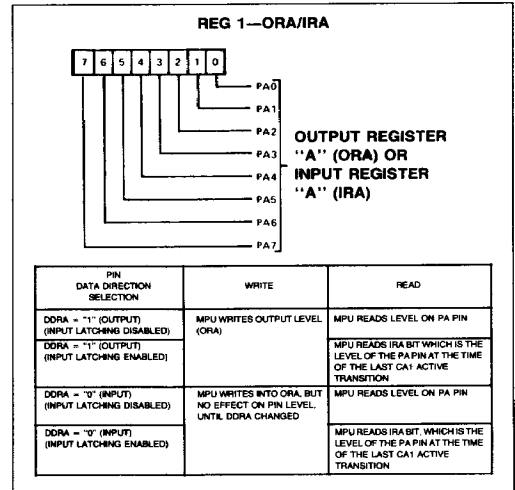 REG 1—ORA/IRA
7 6 5 4 3 2 1 0
PA0
PA1
PA2
PA3
PA4
PA5
PA6
PA7
OUTPUT REGISTER
"A" (ORA) OR
INPUT REGISTER
"A" (IRA)
PIN
DATA DIRECTION
SELECTION
WRITE
READ
DDRA = "1" (OUTPUT)
(INPUT LATCHING DISABLED)
MPU WRITES OUTPUT LEVEL
(ORA)
MPU READS LEVEL ON PA PIN
DDRA = "1" (OUTPUT)
(INPUT LATCHING ENABLED)
MPU READS IRA BIT WHICH IS THE
LEVEL OF THE PA PIN AT THE TIME
OF THE LAST CA1 ACTIVE
TRANSITION
DDRA = "0" (INPUT)
(INPUT LATCHING DISABLED)
MPU WRITES INTO ORA, BUT
NO EFFECT ON PIN LEVEL,
UNTIL DDRA CHANGED
MPU READS LEVEL ON PA PIN
DDRA = "0" (INPUT)
(INPUT LATCHING ENABLED)
MPU READS IRA BIT, WHICH IS THE
LEVEL OF THE PA PIN AT THE TIME
OF THE LAST CA1 ACTIVE
TRANSITION